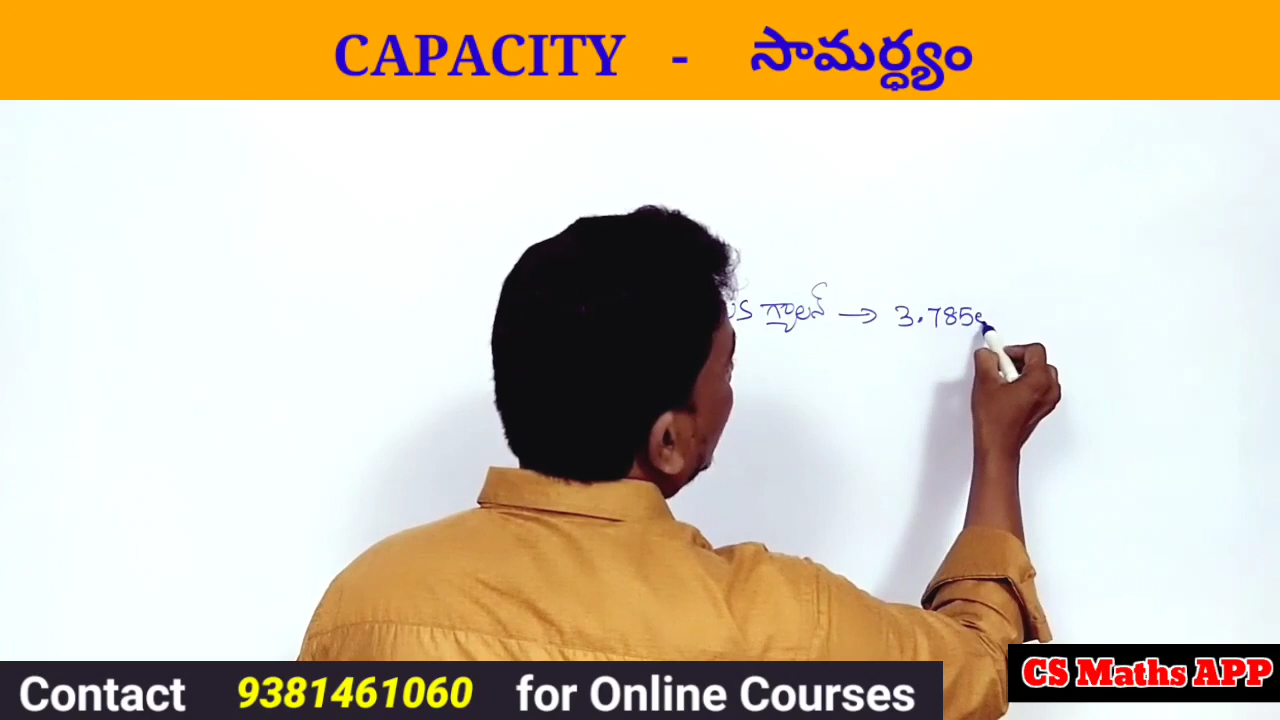 CAPACITY - సామర్ధ్యం
గ్యాలన్ → 3.785
Contact 9381461060 for Online Courses
CS Maths APP